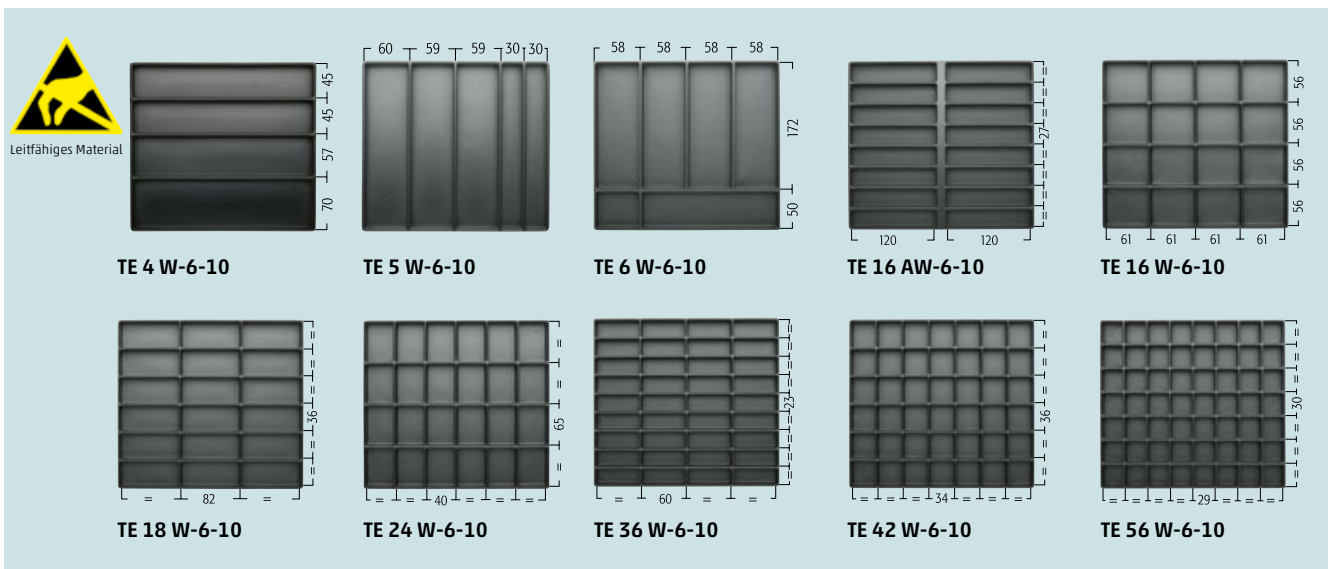 Leitfähiges Material
45
45
57
70
TE 4 W-6-10
60 59 59 30 30
TE 5 W-6-10
58 58 58 58
172
50
TE 6 W-6-10
= = = = 27 = = = =
120 120
TE 16 AW-6-10
56
56
56
56
61 61 61 61
TE 16 W-6-10
= = = 36 = =
= 82 =
TE 18 W-6-10
= = 65 =
= = 40 = = =
TE 24 W-6-10
= = = = 23 = = = =
= 60 = =
TE 36 W-6-10
= = = 36 = =
= = = 34 = = =
TE 42 W-6-10
= = = 30 = = =
= = = = 29 = = =
TE 56 W-6-10